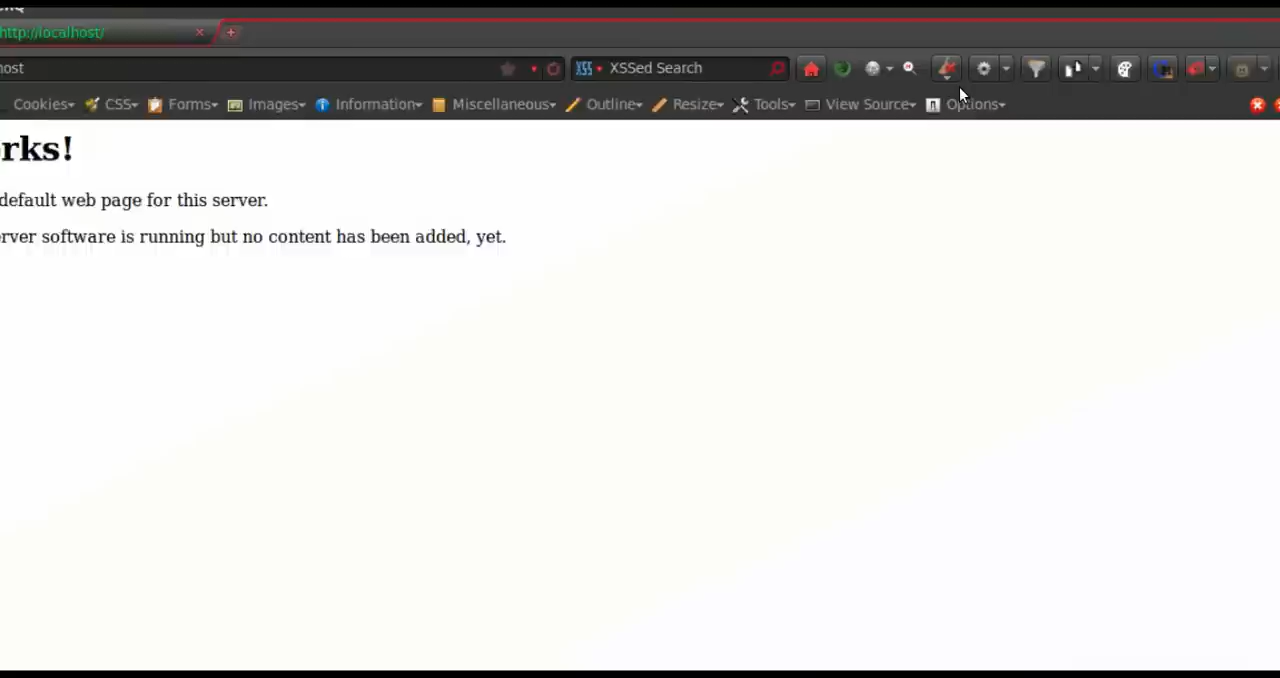 http://localhost/
ost
XSSed Search
Cookies CSS Forms Images Information Miscellaneous Outline Resize Tools View Source Options
rks!
default web page for this server.
rver software is running but no content has been added, yet.